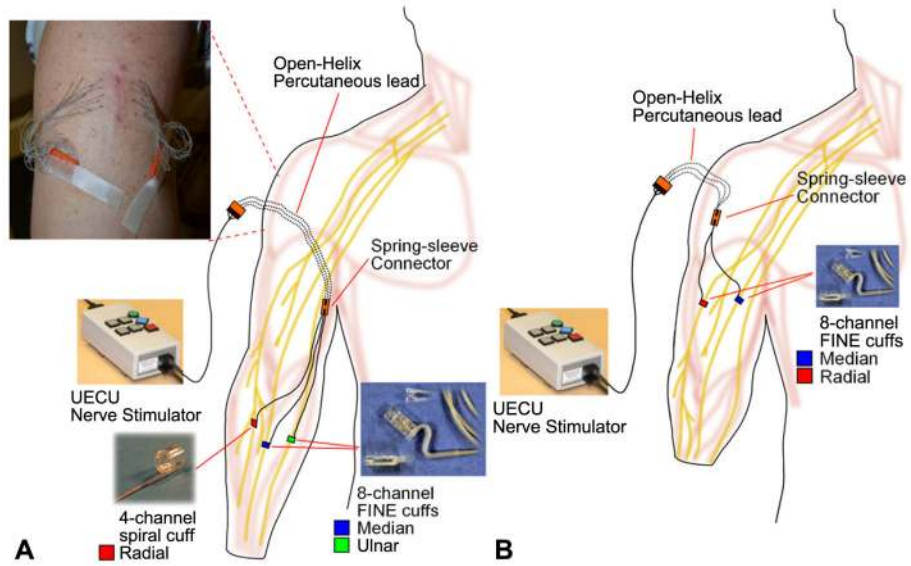 Open-Helix
Percutaneous lead
Spring-sleeve
Connector
UECU
Nerve Stimulator
4-channel
spiral cuff
Radial
8-channel
FINE cuffs
Median
Ulnar
A
Open-Helix
Percutaneous lead
Spring-sleeve
Connector
8-channel
FINE cuffs
Median
Radial
UECU
Nerve Stimulator
B